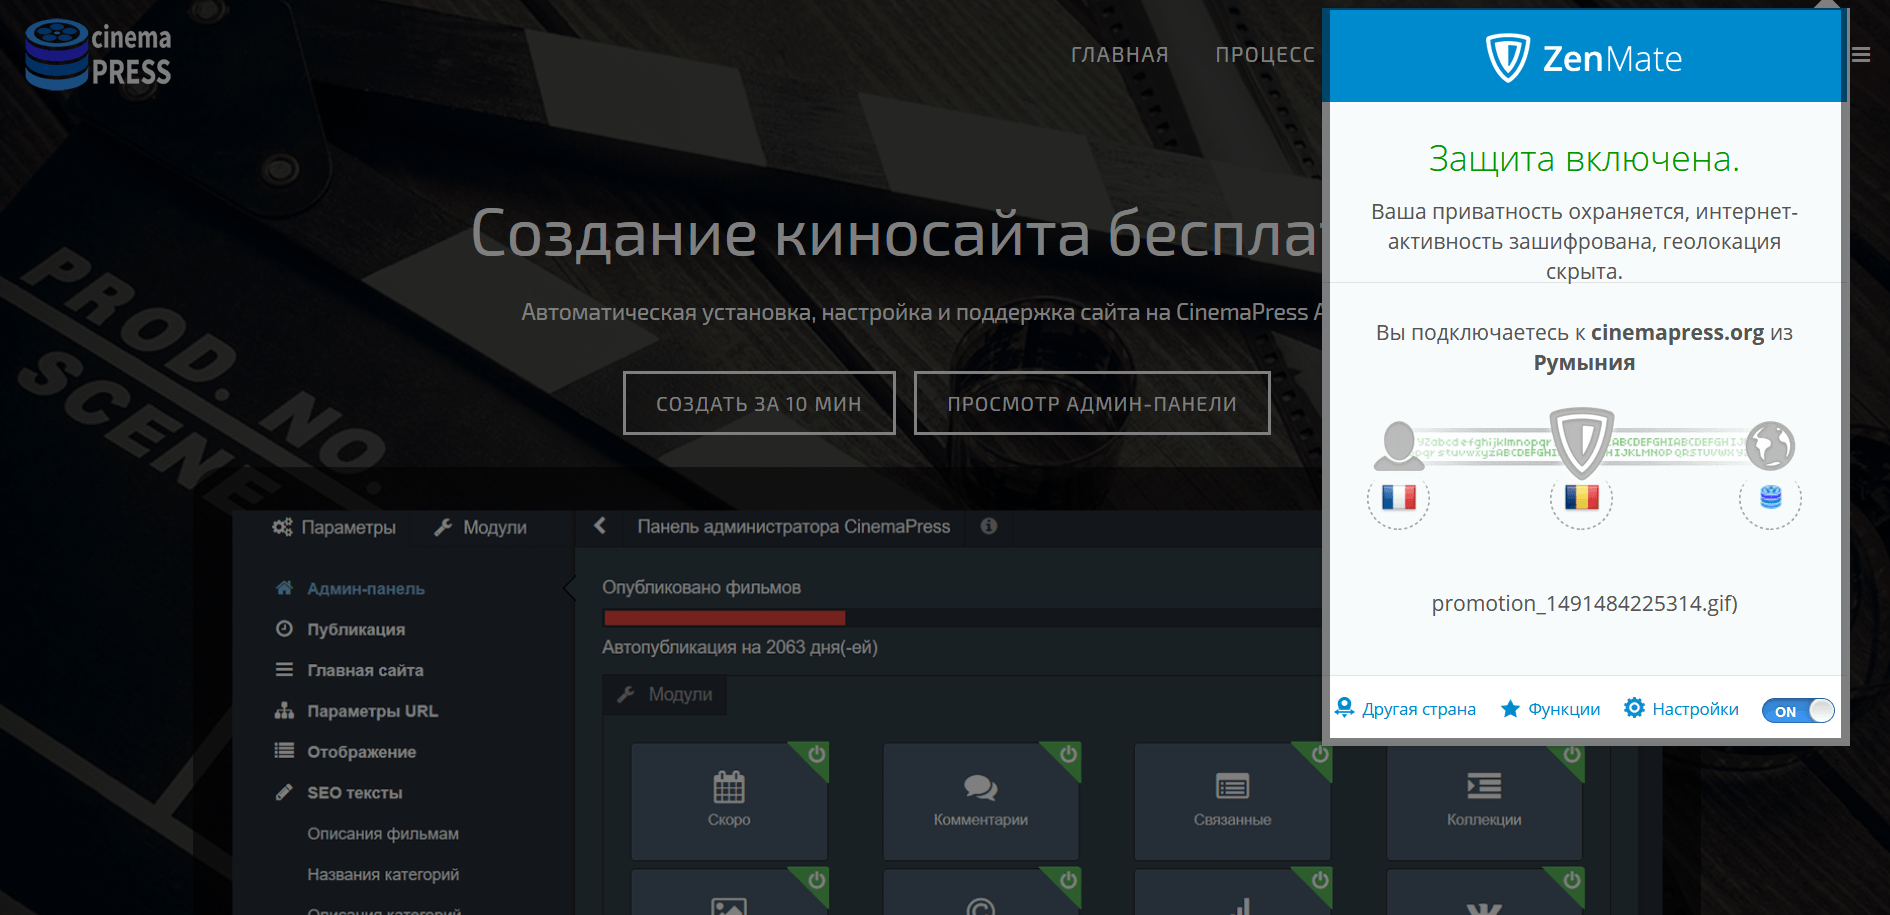 cinema
PRESS
ГЛАВНАЯ ПРОЦЕСС
Создание киносайта беспла
Автоматическая установка, настройка и поддержка сайта на CinemaPress
СОЗДАТЬ ЗА 10 МИН
ПРОСМОТР АДМИН-ПАНЕЛИ
PROD. NO.
SCENE
Параметры
Модули
Админ-панель
Публикация
Главная сайта
Параметры URL
Отображение
SEO тексты
Описания фильмам
Названия категорий
Описания категорий
Панель администратора CinemaPress
Опубликовано фильмов
Автопубликация на 2063 дня(-ей)
Модули
Скоро
Комментарии
Связанные
Коллекции
ZenMate
Защита включена.
Ваша приватность охраняется, интернет-
активность зашифрована, геолокация
скрыта.
Вы подключаетесь к cinemapress.org из
Румыния
promotion_1491484225314.gif)
Другая страна
Функции
Настройки
ON